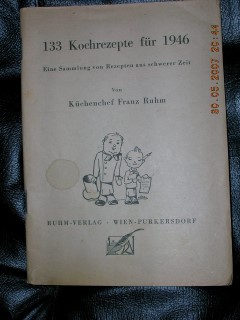 133 Kochrezepte für 1946
Eine Sammlung von Rezepten aus schwerer Zeit
Von
Küchenchef Franz Ruhm
RUHM-VERLAG - WIEN-PURKERSDORF
30/05/2007 20:44